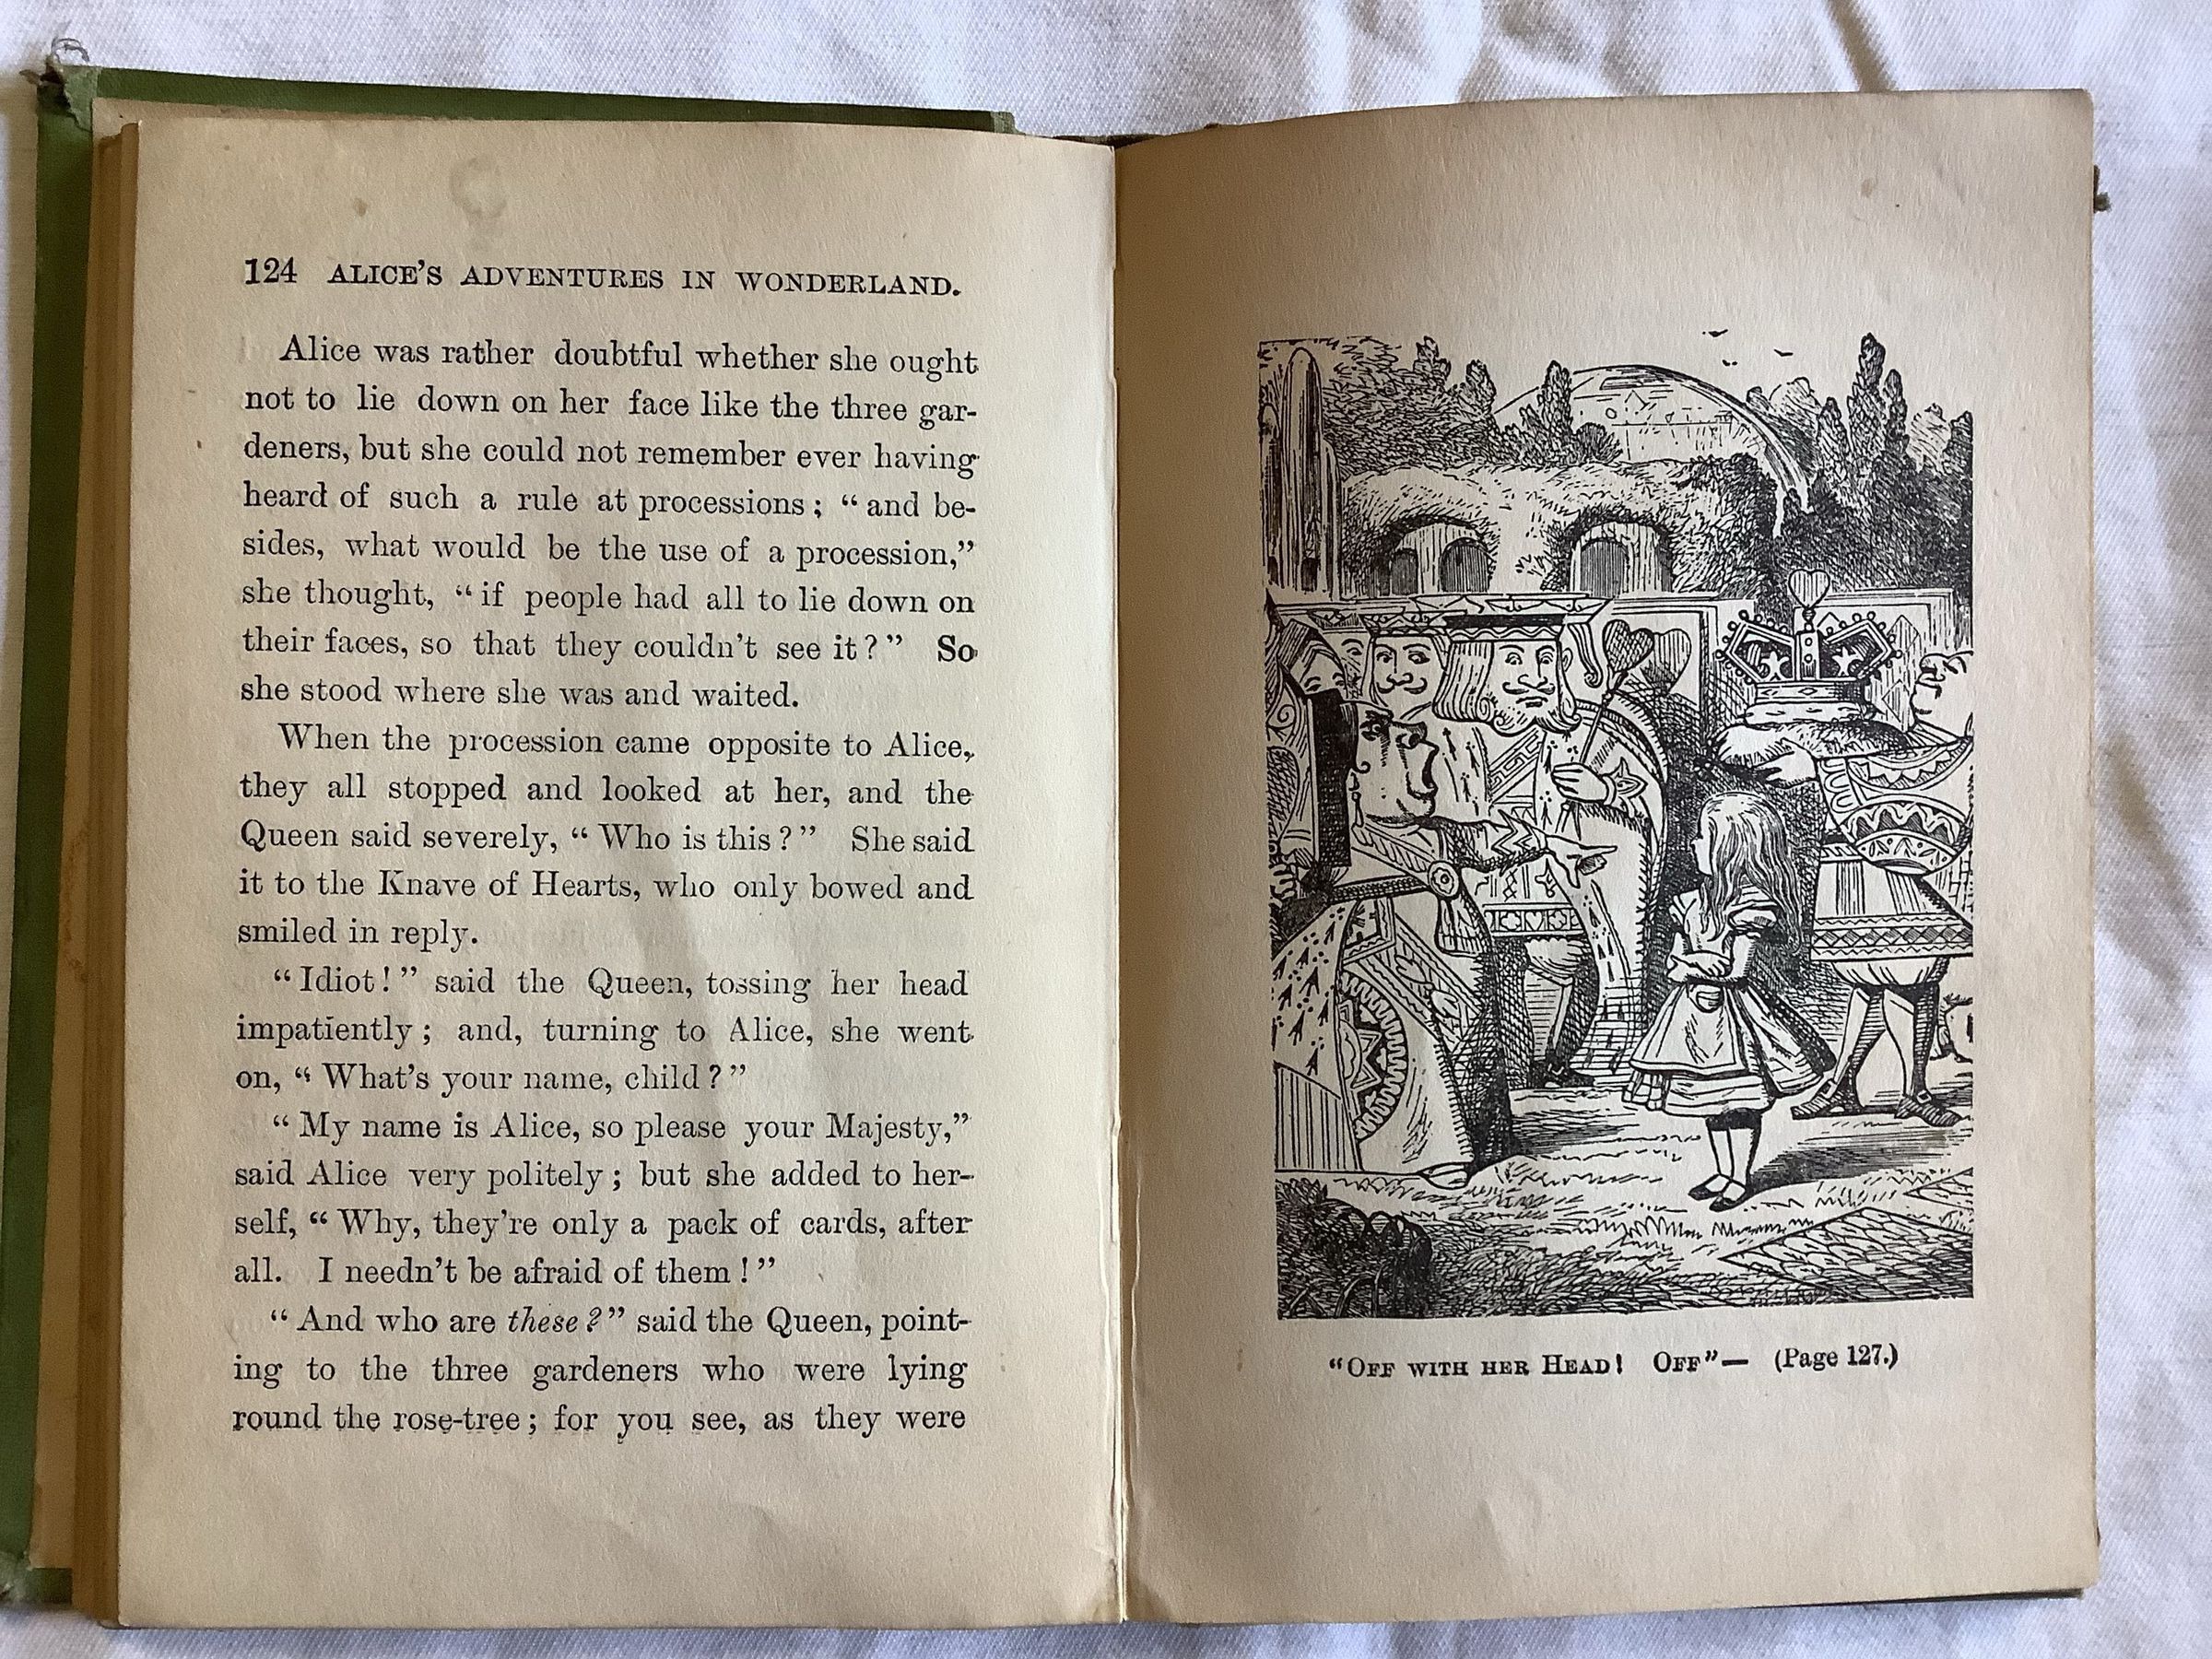 124 ALICE'S ADVENTURES IN WONDERLAND.
Alice was rather doubtful whether she ought
not to lie down on her face like the three gar-
deners, but she could not remember ever having
heard of such a rule at processions; "and be-
sides, what would be the use of a procession,"
she thought, "if people had all to lie down on
their faces, so that they couldn't see it?" So
she stood where she was and waited.
When the procession came opposite to Alice,
they all stopped and looked at her, and the
Queen said severely, "Who is this?" She said
it to the Knave of Hearts, who only bowed and
smiled in reply.
"Idiot!" said the Queen, tossing her head
impatiently; and, turning to Alice, she went
on, "What's your name, child?"
"My name is Alice, so please your Majesty,"
said Alice very politely; but she added to her-
self, "Why, they're only a pack of cards, after
all. I needn't be afraid of them!"
"And who are these?" said the Queen, point-
ing to the three gardeners who were lying
round the rose-tree; for you see, as they were
"OFF WITH HER HEAD! OFF"— (Page 127.)